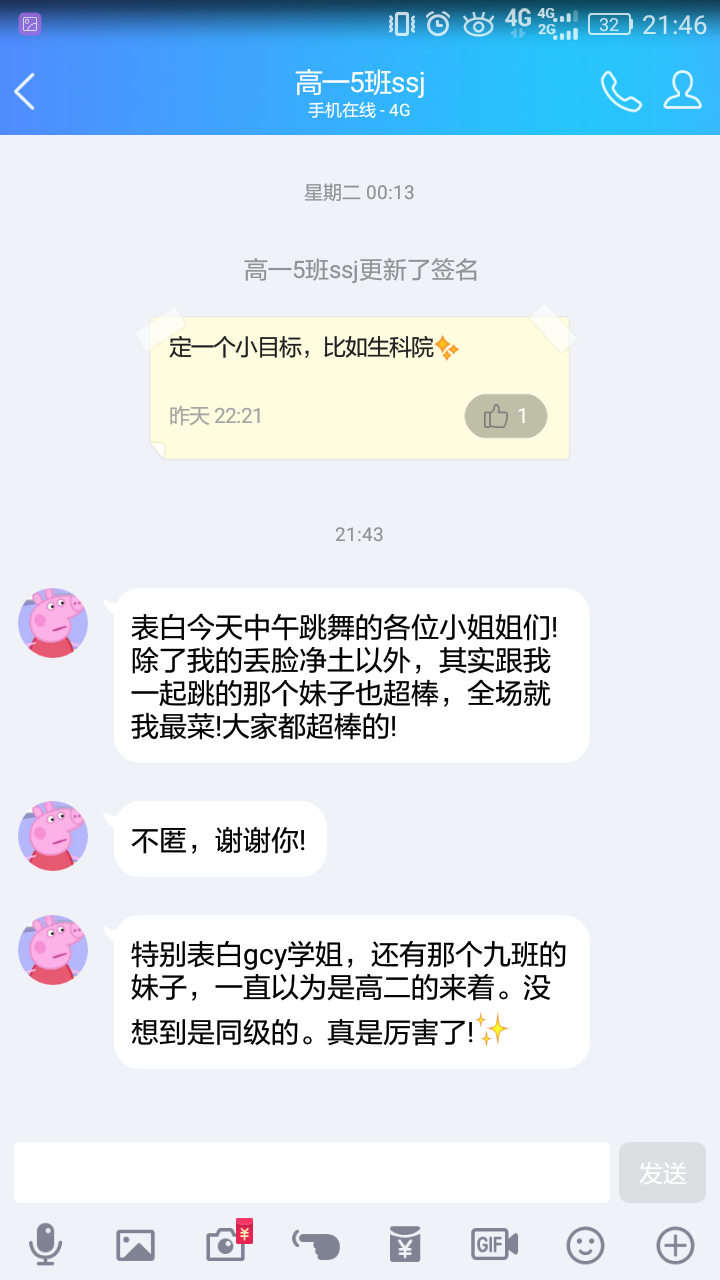 4G 4G 2G 32 21:46
高一5班ssj
手机在线 - 4G
星期二 00:13
高一5班ssj更新了签名
定一个小目标，比如生科院✨
昨天 22:21
1
21:43
表白今天中午跳舞的各位小姐姐们!
除了我的丢脸净土以外，其实跟我
一起跳的那个妹子也超棒，全场就
我最菜!大家都超棒的!
不匿，谢谢你!
特别表白gcy学姐，还有那个九班的
妹子，一直以为是高二的来着。没
想到是同级的。真是厉害了!✨
发送
¥
¥
GIF